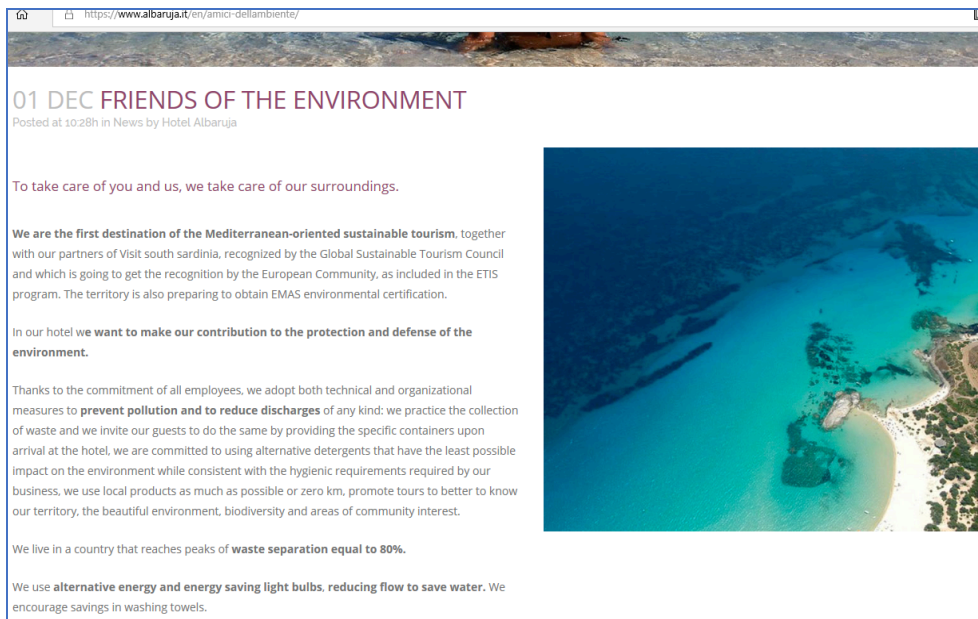 https://www.albaruja.it/en/amici-dellambiente/
01 DEC FRIENDS OF THE ENVIRONMENT
Posted at 10:28h in News by Hotel Albaruja
To take care of you and us, we take care of our surroundings.
We are the first destination of the Mediterranean-oriented sustainable tourism, together
with our partners of Visit south sardinia, recognized by the Global Sustainable Tourism Council
and which is going to get the recognition by the European Community, as included in the ETIS
program. The territory is also preparing to obtain EMAS environmental certification.
In our hotel we want to make our contribution to the protection and defense of the
environment.
Thanks to the commitment of all employees, we adopt both technical and organizational
measures to prevent pollution and to reduce discharges of any kind: we practice the collection
of waste and we invite our guests to do the same by providing the specific containers upon
arrival at the hotel, we are committed to using alternative detergents that have the least possible
impact on the environment while consistent with the hygienic requirements required by our
business, we use local products as much as possible or zero km, promote tours to better to know
our territory, the beautiful environment, biodiversity and areas of community interest.
We live in a country that reaches peaks of waste separation equal to 80%.
We use alternative energy and energy saving light bulbs, reducing flow to save water. We
encourage savings in washing towels.